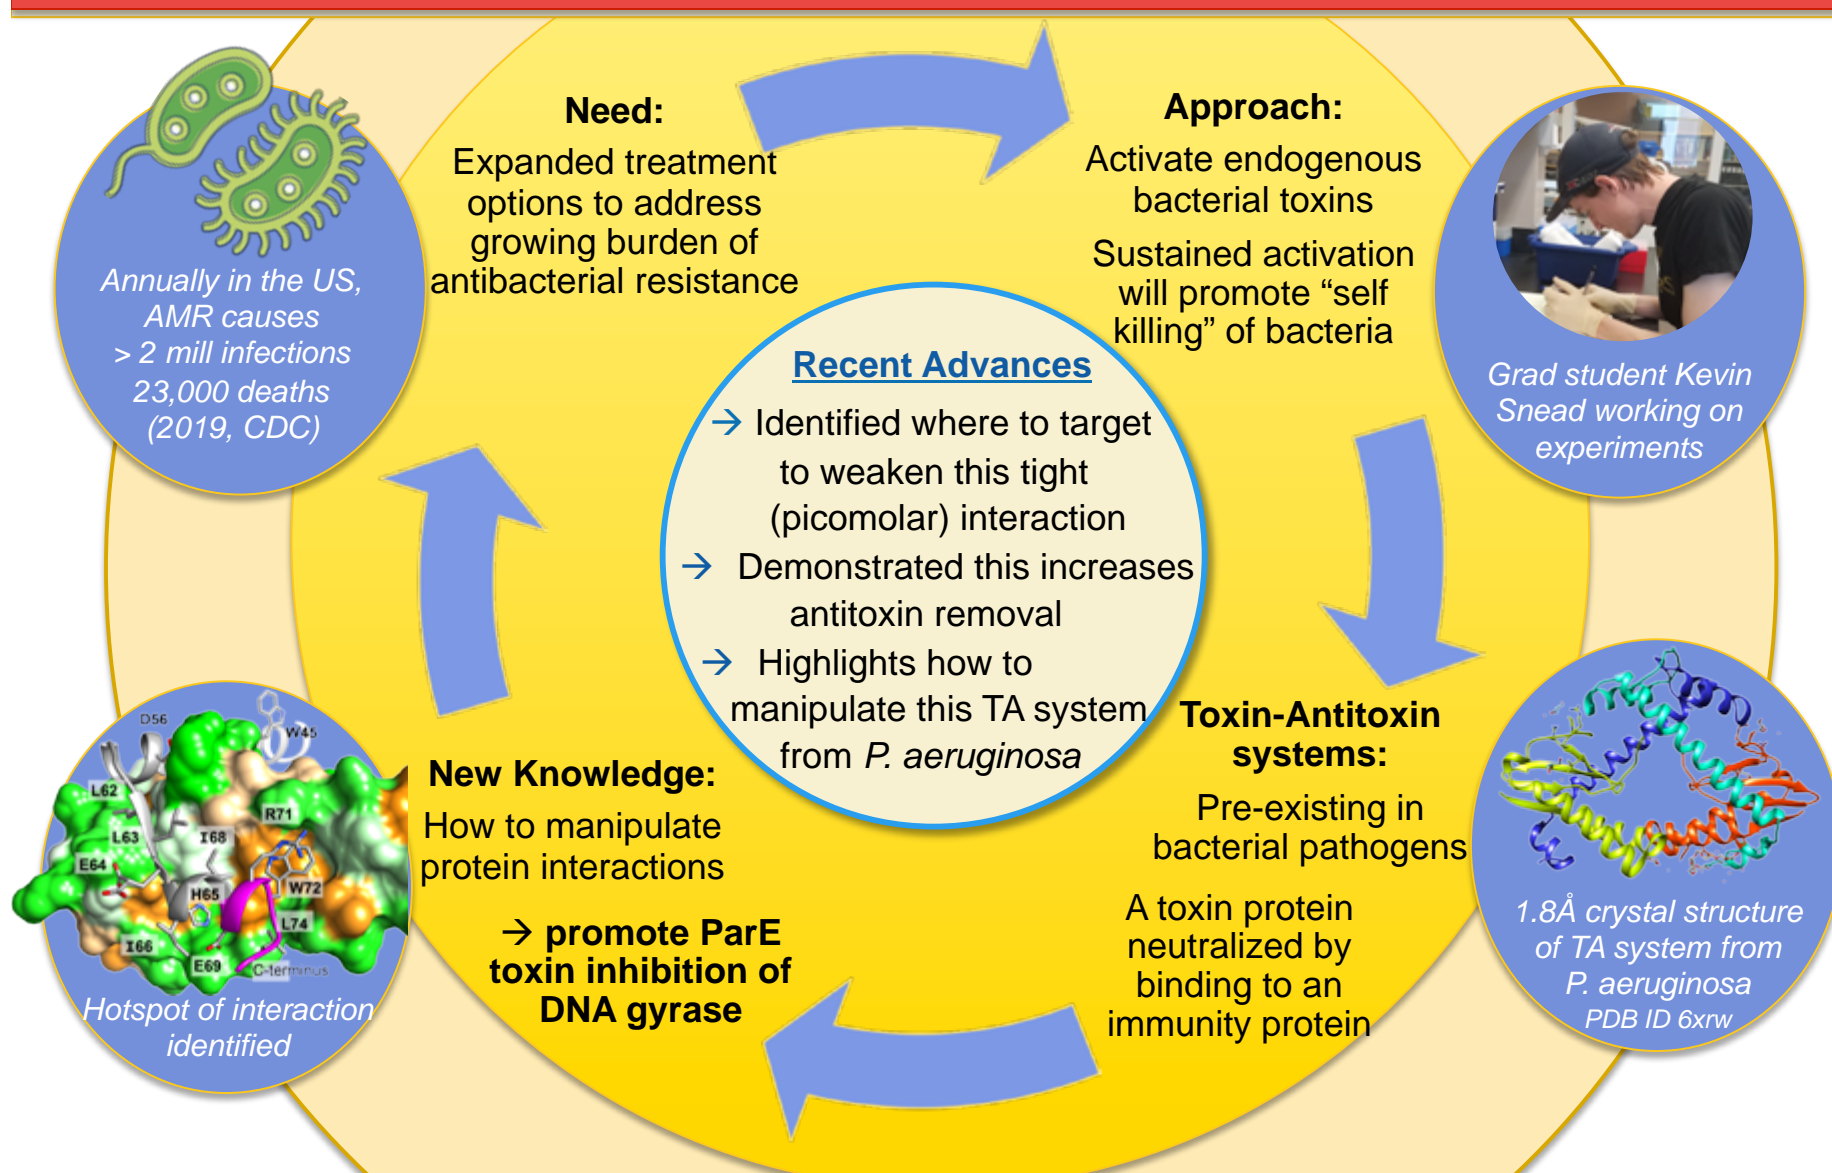 Need:
Expanded treatment
options to address
growing burden of
antibacterial resistance
Approach:
Activate endogenous
bacterial toxins
Sustained activation
will promote “self
killing” of bacteria
Annually in the US,
AMR causes
> 2 mill infections
23,000 deaths
(2019, CDC)
Grad student Kevin
Snead working on
experiments
Recent Advances
→ Identified where to target
to weaken this tight
(picomolar) interaction
→ Demonstrated this increases
antitoxin removal
→ Highlights how to
manipulate this TA system
from P. aeruginosa
Toxin-Antitoxin
systems:
Pre-existing in
bacterial pathogens
A toxin protein
neutralized by
binding to an
immunity protein
1.8Å crystal structure
of TA system from
P. aeruginosa
PDB ID 6xrw
New Knowledge:
How to manipulate
protein interactions
→ promote ParE
toxin inhibition of
DNA gyrase
D56
W45
L62
R71
L63
I68
E64
H65
W72
L74
I66
E69
C-terminus
Hotspot of interaction
identified